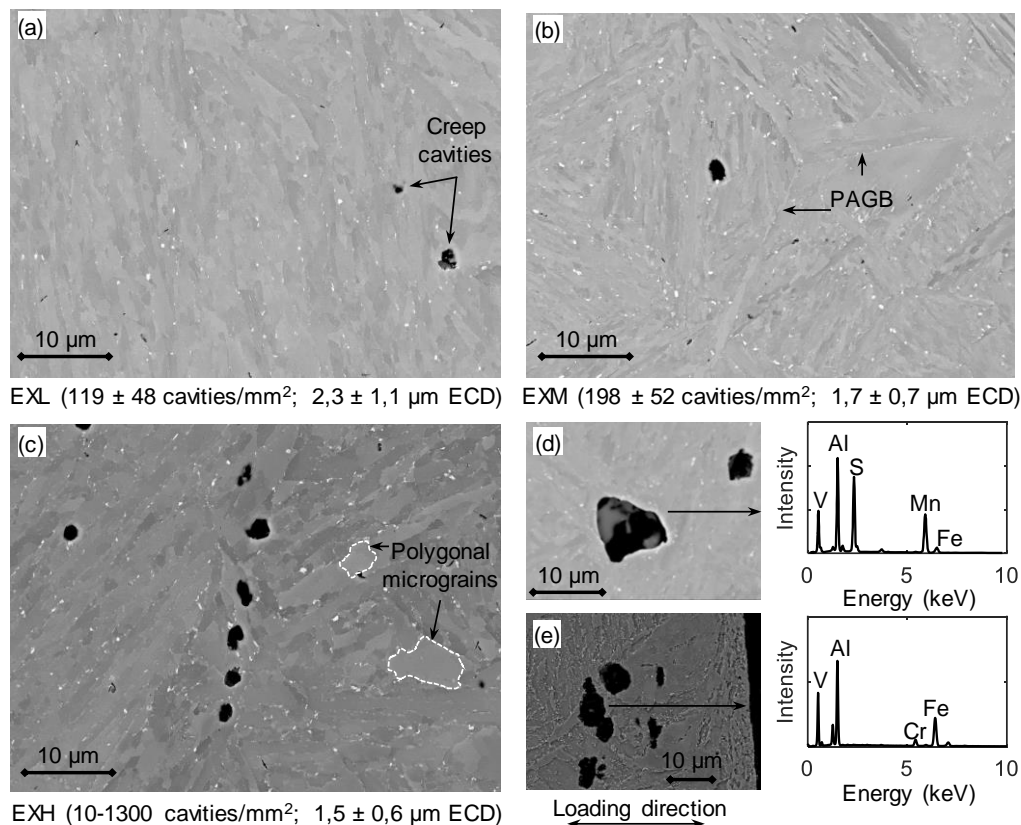 (a)
Creep
cavities
10 µm
EXL (119 ± 48 cavities/mm²; 2,3 ± 1,1 µm ECD)
(b)
PAGB
10 µm
EXM (198 ± 52 cavities/mm²; 1,7 ± 0,7 µm ECD)
(c)
Polygonal
micrograins
10 µm
EXH (10-1300 cavities/mm²; 1,5 ± 0,6 µm ECD)
(d)
10 µm
Intensity
V
Al
S
Mn
Fe
0
5
10
Energy (keV)
(e)
10 µm
Loading direction
Intensity
V
Al
Cr
Fe
0
5
10
Energy (keV)